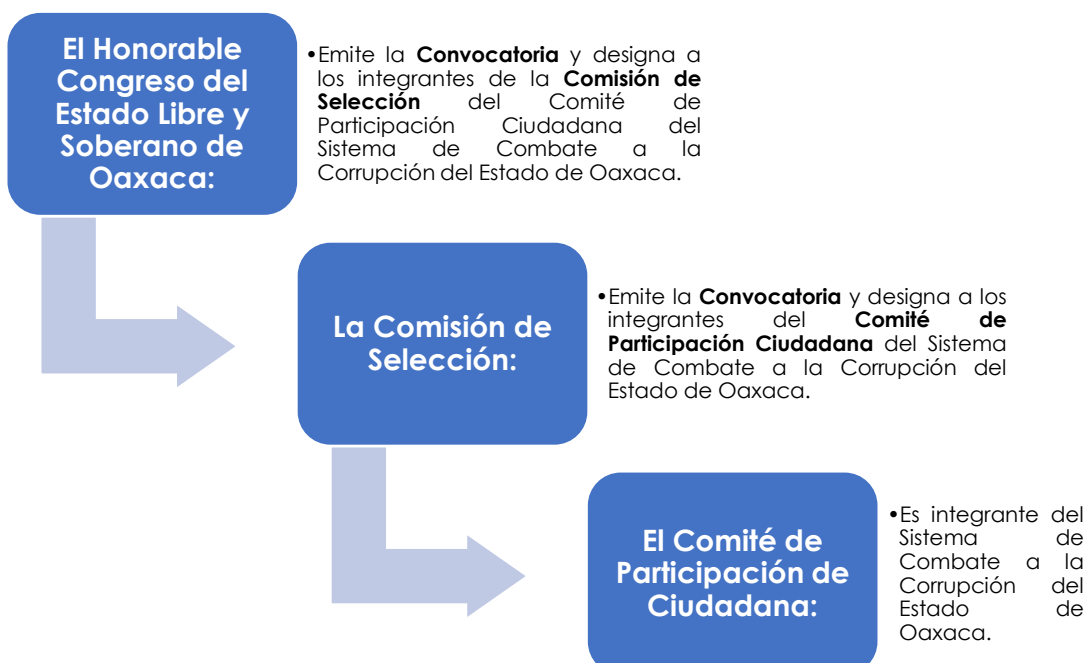 El Honorable
Congreso del
Estado Libre y
Soberano de
Oaxaca:
•Emite la Convocatoria y designa a
los integrantes de la Comisión de
Selección del Comité de
Participación Ciudadana del
Sistema de Combate a la
Corrupción del Estado de Oaxaca.
La Comisión de
Selección:
•Emite la Convocatoria y designa a los
integrantes del Comité de
Participación Ciudadana del Sistema
de Combate a la Corrupción del
Estado de Oaxaca.
El Comité de
Participación de
Ciudadana:
•Es integrante del
Sistema de
Combate a la
Corrupción del
Estado de
Oaxaca.